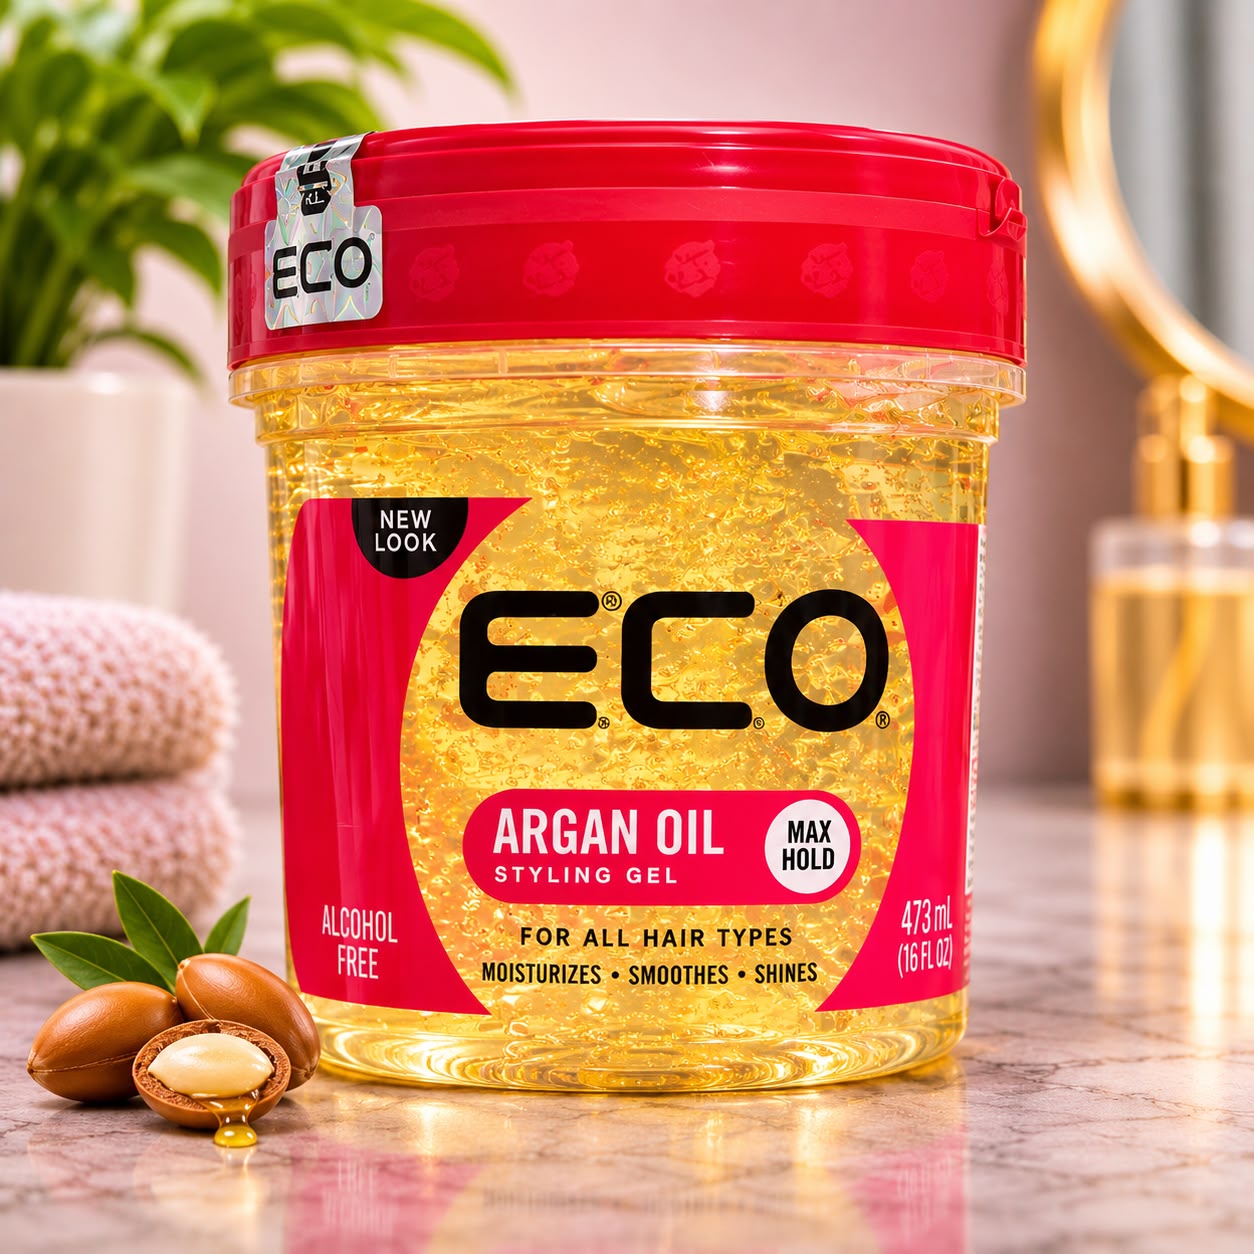 ECO
NEW
LOOK
E®CO®
ARGAN OIL
STYLING GEL
MAX
HOLD
ALCOHOL
FREE
473 mL
(16 FL OZ)
FOR ALL HAIR TYPES
MOISTURIZES • SMOOTHES • SHINES